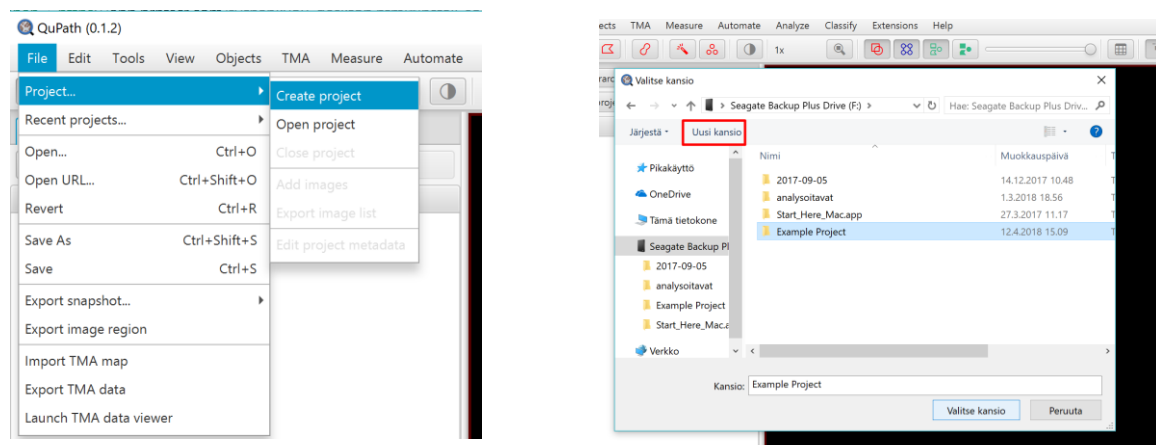 QuPath (0.1.2)
File Edit Tools View Objects TMA Measure Automate
Project...
Create project
Recent projects...
Open project
Open... Ctrl+O
Close project
Open URL... Ctrl+Shift+O
Add images
Revert Ctrl+R
Export image list
Save As Ctrl+Shift+S
Edit project metadata
Save Ctrl+S
Export snapshot...
Export image region
Import TMA map
Export TMA data
Launch TMA data viewer
ects TMA Measure Automate Analyze Classify Extensions Help
1x
Valitse kansio
Seagate Backup Plus Drive (F:)
Hae: Seagate Backup Plus Driv...
Järjestä
Uusi kansio
Nimi Muokkauspäivä
Pikakäyttö
OneDrive
Tämä tietokone
Seagate Backup Pl
2017-09-05
analysoitavat
Example Project
Start_Here_Mac.a
Verkko
2017-09-05 14.12.2017 10.48
analysoitavat 1.3.2018 18.56
Start_Here_Mac.app 27.3.2017 11.17
Example Project 12.4.2018 15.09
Kansio: Example Project
Valitse kansio Peruuta